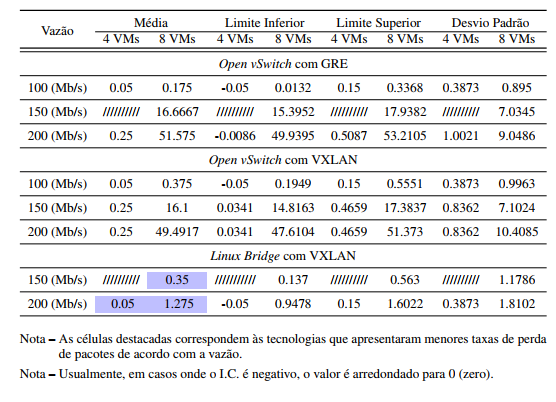 Vazão Média Limite Inferior Limite Superior Desvio Padrão
4 VMs 8 VMs 4 VMs 8 VMs 4 VMs 8 VMs 4 VMs 8 VMs
Open vSwitch com GRE
100 (Mb/s) 0.05 0.175 -0.05 0.0132 0.15 0.3368 0.3873 0.895
150 (Mb/s) ////////// 16.6667 ////////// 15.3952 ////////// 17.9382 ////////// 7.0345
200 (Mb/s) 0.25 51.575 -0.0086 49.9395 0.5087 53.2105 1.0021 9.0486
Open vSwitch com VXLAN
100 (Mb/s) 0.05 0.375 -0.05 0.1949 0.15 0.5551 0.3873 0.9963
150 (Mb/s) 0.25 16.1 0.0341 14.8163 0.4659 17.3837 0.8362 7.1024
200 (Mb/s) 0.25 49.4917 0.0341 47.6104 0.4659 51.373 0.8362 10.4085
Linux Bridge com VXLAN
150 (Mb/s) ////////// 0.35 ////////// 0.137 ////////// 0.563 ////////// 1.1786
200 (Mb/s) 0.05 1.275 -0.05 0.9478 0.15 1.6022 0.3873 1.8102
Nota – As células destacadas correspondem às tecnologias que apresentaram menores taxas de perda
de pacotes de acordo com a vazão.
Nota – Usualmente, em casos onde o I.C. é negativo, o valor é arredondado para 0 (zero).